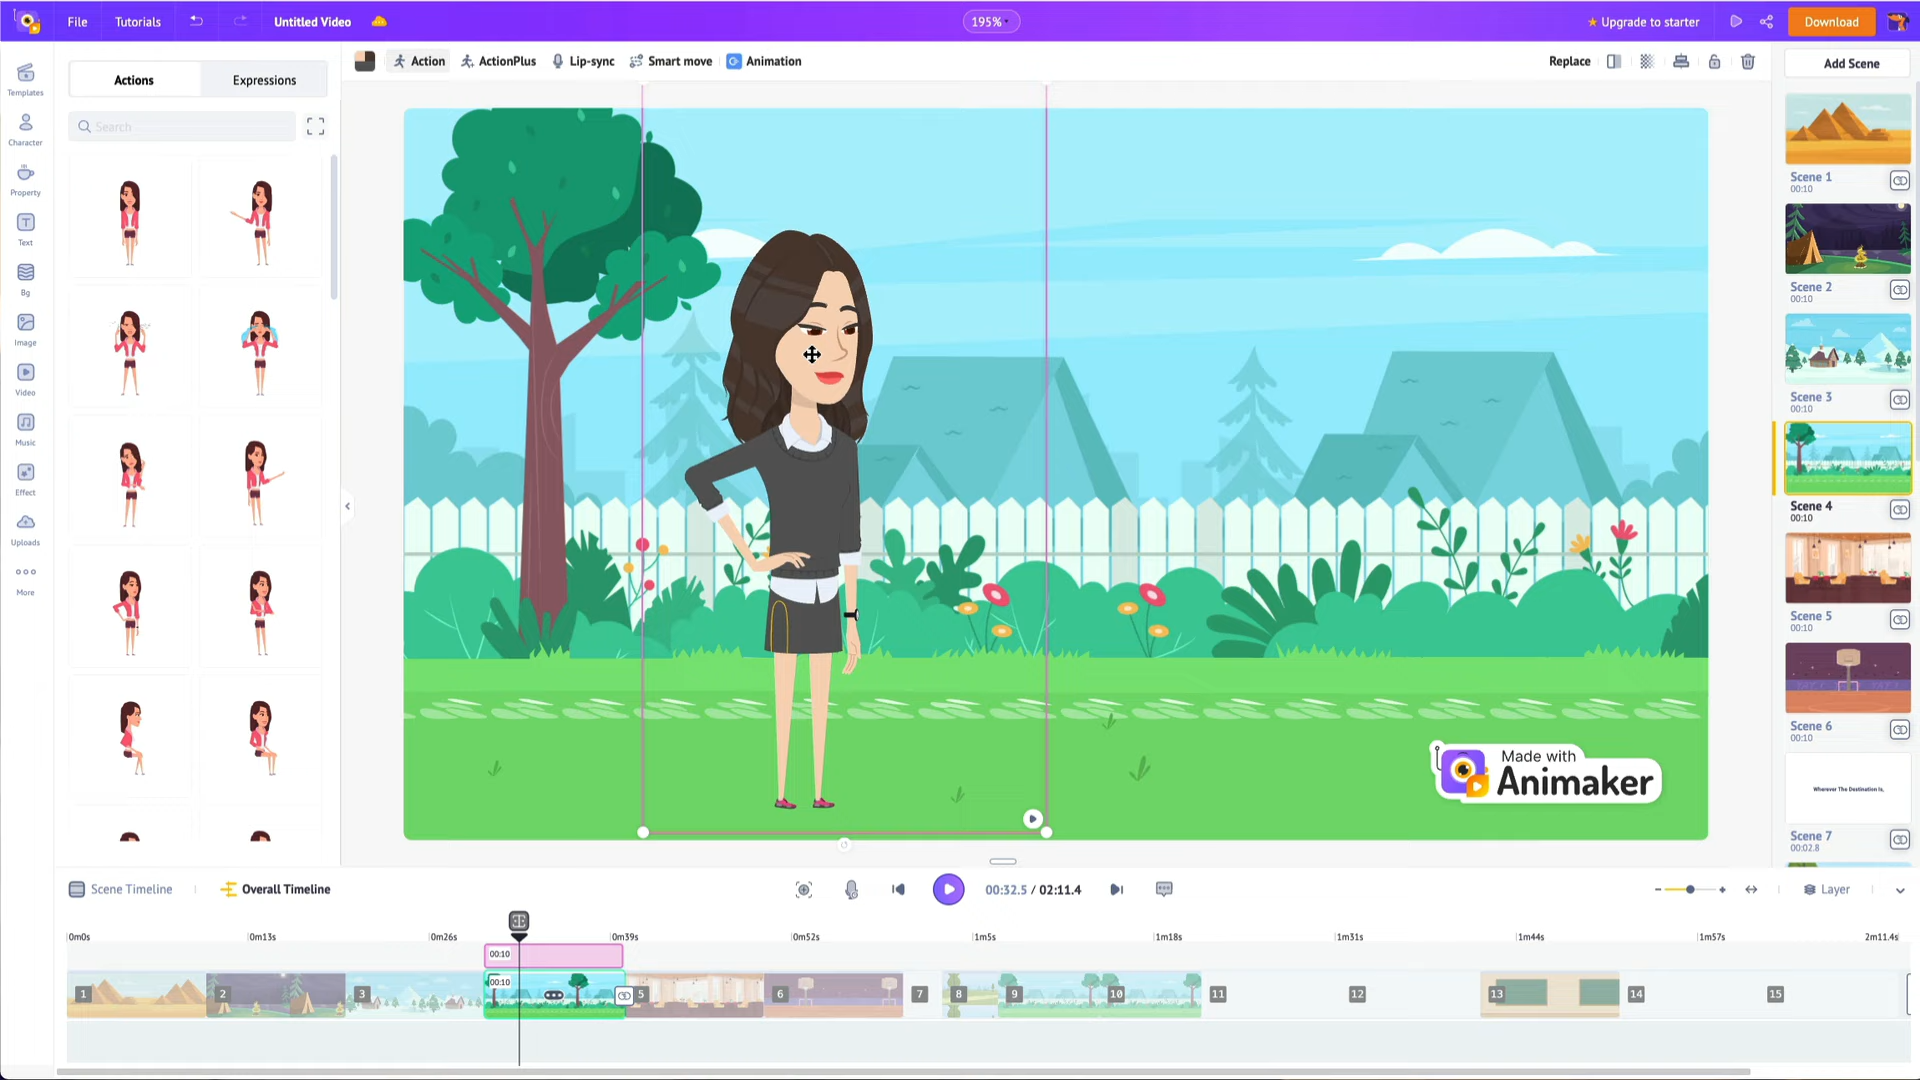 File
Tutorials
Untitled Video
195%
Upgrade to starter
Download
Templates
Character
Property
Text
Bg
Image
Video
Music
Effect
Uploads
More
Actions
Expressions
Search
Action
ActionPlus
Lip-sync
Smart move
Animation
Replace
Made with
Animaker
Add Scene
Scene 1
00:10
Scene 2
00:10
Scene 3
00:10
Scene 4
00:10
Scene 5
00:10
Scene 6
00:10
Wherever The Destination Is,
Scene 7
00:02.8
Scene Timeline
Overall Timeline
00:32.5 / 02:11.4
Layer
0m0s
0m13s
0m26s
0m39s
0m52s
1m5s
1m18s
1m31s
1m44s
1m57s
2m11.4s
00:10
00:10
1
2
3
5
6
7
8
9
10
11
12
13
14
15